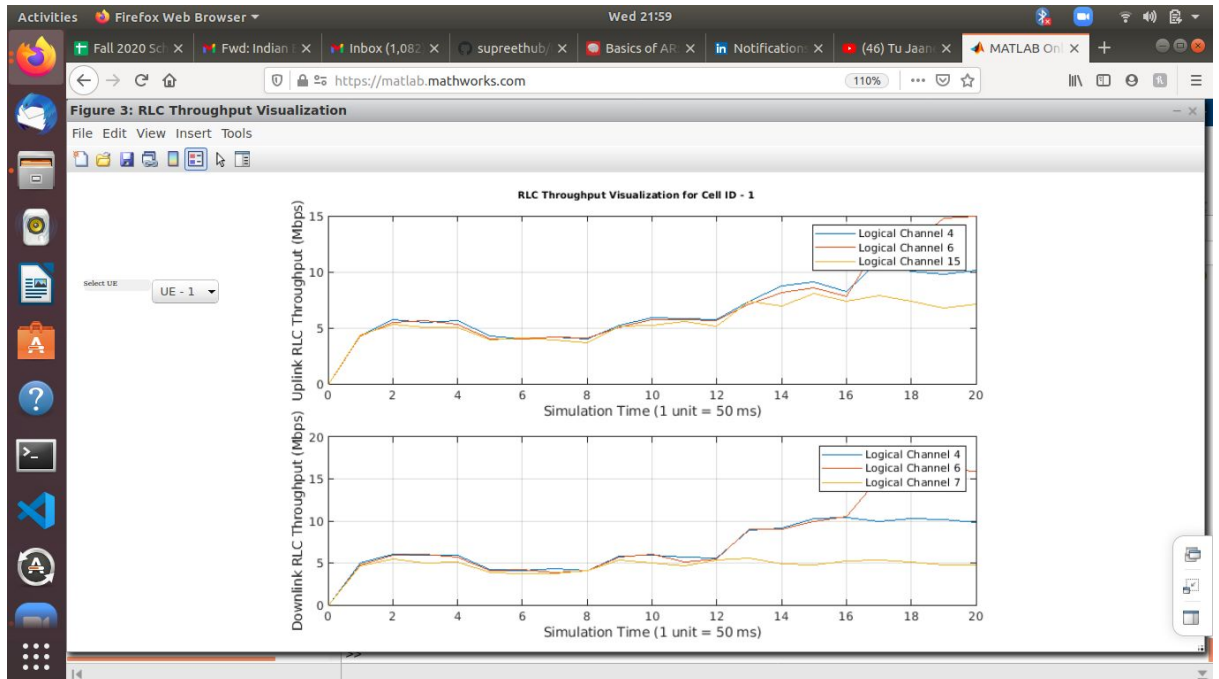 Activities Firefox Web Browser Wed 21:59
Fall 2020 Sch Fwd: Indian E Inbox (1,082 supreethub/ Basics of AR: Notifications (46) Tu Jaane MATLAB Onl
https://matlab.mathworks.com 110%
Figure 3: RLC Throughput Visualization
File Edit View Insert Tools
RLC Throughput Visualization for Cell ID - 1
Select UE
UE - 1
Uplink RLC Throughput (Mbps)
15
10
5
0
Logical Channel 4
Logical Channel 6
Logical Channel 15
0 2 4 6 8 10 12 14 16 18 20
Simulation Time (1 unit = 50 ms)
Downlink RLC Throughput (Mbps)
20
15
10
5
0
Logical Channel 4
Logical Channel 6
Logical Channel 7
0 2 4 6 8 10 12 14 16 18 20
Simulation Time (1 unit = 50 ms)
>>